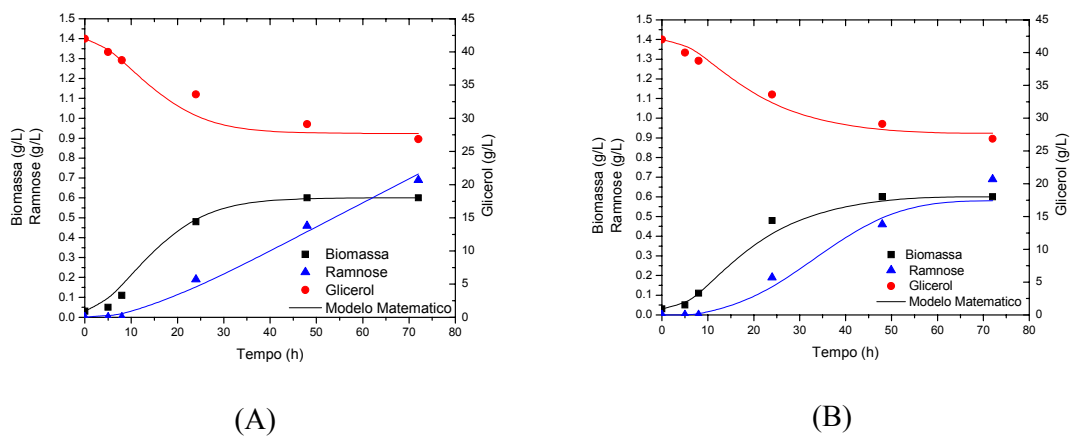 1.5
1.4
1.3
1.2
1.1
1.0
0.9
0.8
0.7
0.6
0.5
0.4
0.3
0.2
0.1
0.0
Biomassa (g/L)
Ramnose (g/L)
45
40
35
30
25
20
15
10
5
0
Glicerol (g/L)
Biomassa
Ramnose
Glicerol
Modelo Matematico
0 10 20 30 40 50 60 70 80
Tempo (h)
(A)
1.5
1.4
1.3
1.2
1.1
1.0
0.9
0.8
0.7
0.6
0.5
0.4
0.3
0.2
0.1
0.0
Biomassa (g/L)
Ramnose (g/L)
45
40
35
30
25
20
15
10
5
0
Glicerol (g/L)
Biomassa
Ramnose
Glicerol
Modelo Matematico
0 10 20 30 40 50 60 70 80
Tempo (h)
(B)